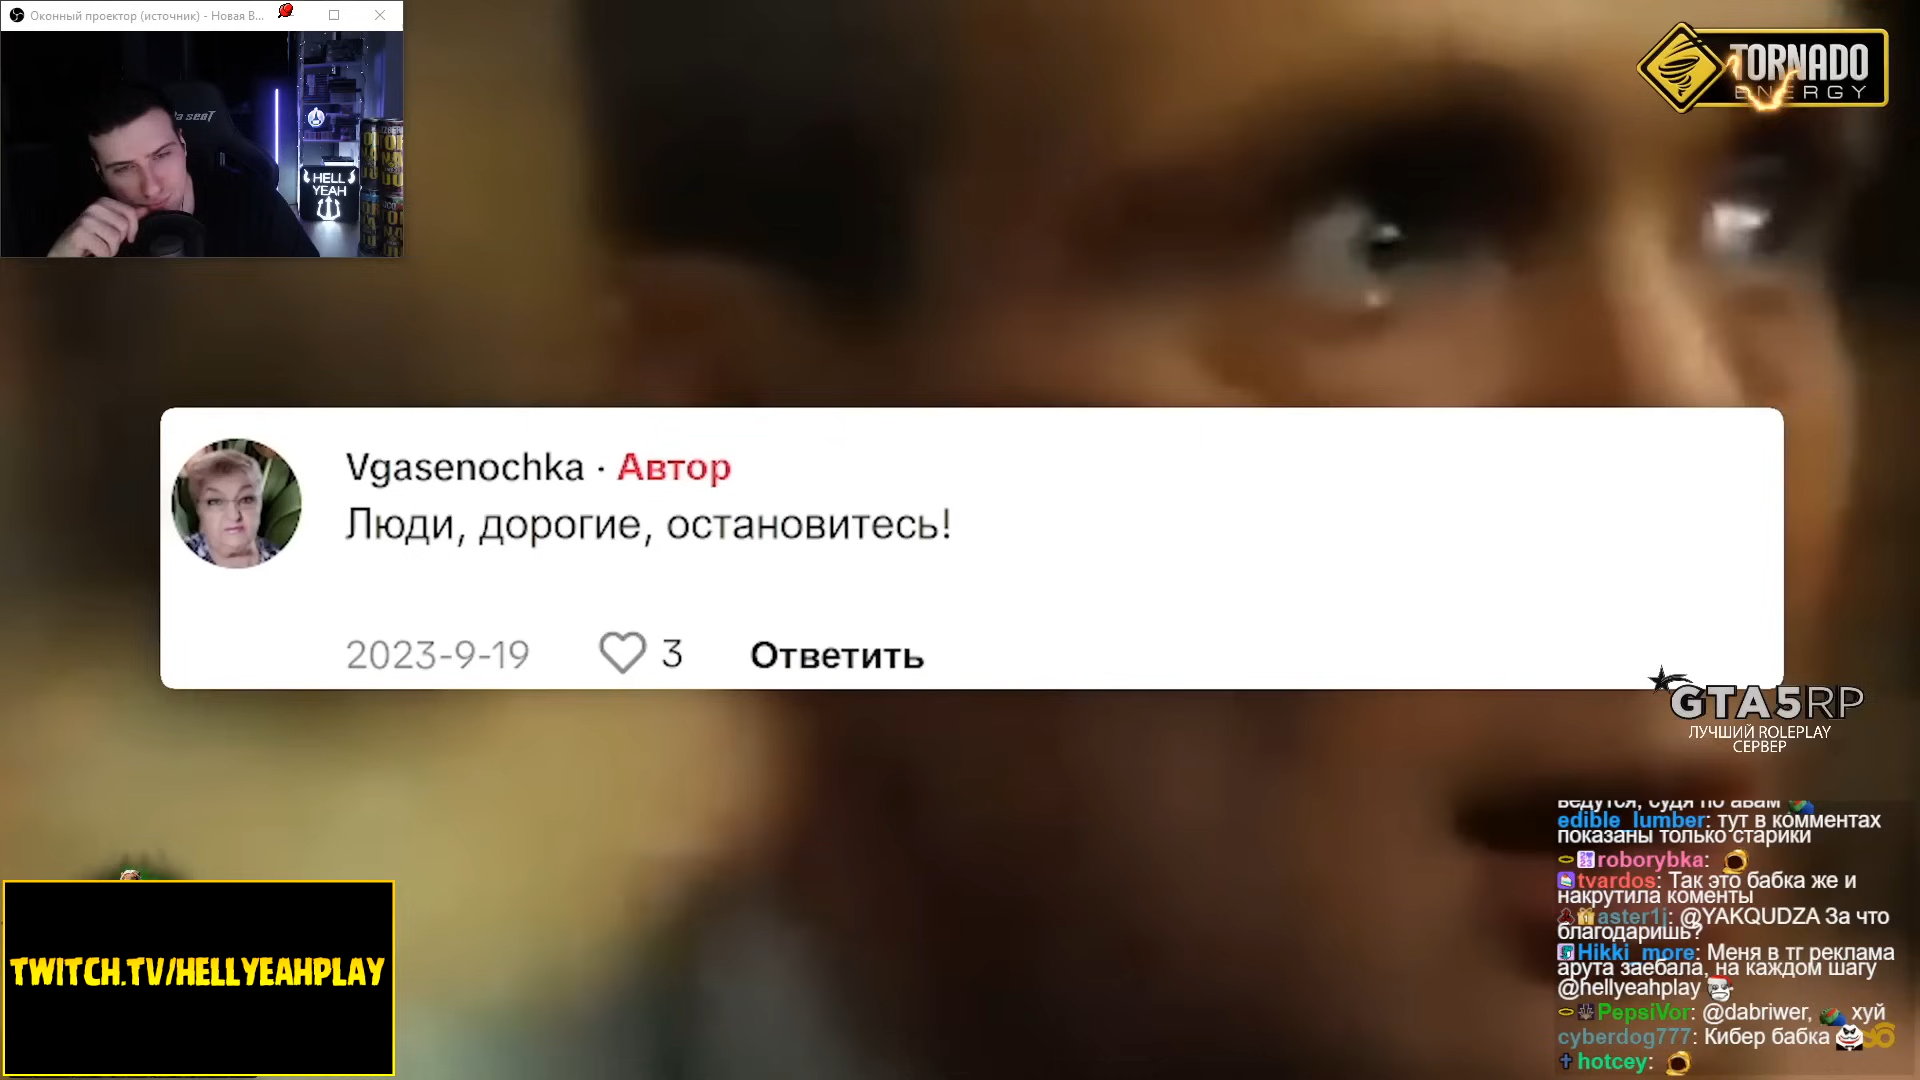 Оконный проектор (источник) - Новая В...
HELL
YEAH
TORNADO
ENERGY
Vgasenochka · Автор
Люди, дорогие, остановитесь!
2023-9-19 3 Ответить
GTA5RP
ЛУЧШИЙ ROLEPLAY
СЕРВЕР
ведутся, судя по авам
edible_lumber: тут в комментах
показаны только старики
roborybka:
tvardos: Так это бабка же и
накрутила коменты
aster1i: @YAKQUDZA За что
благодаришь?
Hikki_more: Меня в тг реклама
арута заебала, на каждом шагу
@hellyeahplay
PepsiVor: @dabriwer, хуй
cyberdog777: Кибер бабка
hotcey:
TWITCH.TV/HELLYEAHPLAY